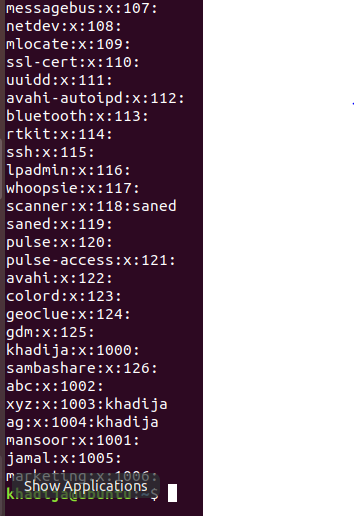 messagebus:x:107:
netdev:x:108:
mlocate:x:109:
ssl-cert:x:110:
uuidd:x:111:
avahi-autoipd:x:112:
bluetooth:x:113:
rtkit:x:114:
ssh:x:115:
lpadmin:x:116:
whoopsie:x:117:
scanner:x:118:saned
saned:x:119:
pulse:x:120:
pulse-access:x:121:
avahi:x:122:
colord:x:123:
geoclue:x:124:
gdm:x:125:
khadija:x:1000:
sambashare:x:126:
abc:x:1002:
xyz:x:1003:khadija
ag:x:1004:khadija
mansoor:x:1001:
jamal:x:1005:
marketing:x:1006:
Show Applications
khadija@ubuntu:~$